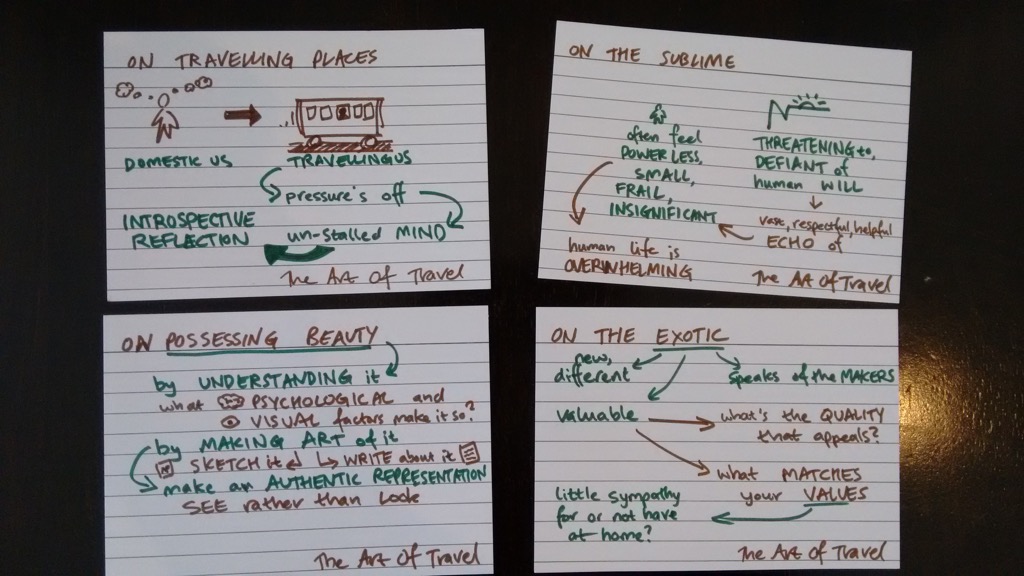 ON TRAVELLING PLACES
DOMESTIC US
TRAVELLING US
pressure's off
INTROSPECTIVE
REFLECTION
un-stalled MIND
The Art of Travel
ON THE SUBLIME
often feel
POWERLESS,
SMALL,
FRAIL,
INSIGNIFICANT
THREATENING to,
DEFIANT of
human WILL
vast, respectful, helpful
ECHO of
human life is
OVERWHELMING
The Art of Travel
ON POSSESSING BEAUTY
by UNDERSTANDING it
what PSYCHOLOGICAL and
VISUAL factors make it so?
by MAKING ART of it
SKETCH it WRITE about it
make an AUTHENTIC REPRESENTATION
SEE rather than Look
The Art of Travel
ON THE EXOTIC
new,
different
speaks of the MAKERS
valuable
what's the QUALITY
that appeals?
what MATCHES
your VALUES
little sympathy
for or not have
at home?
The Art of Travel